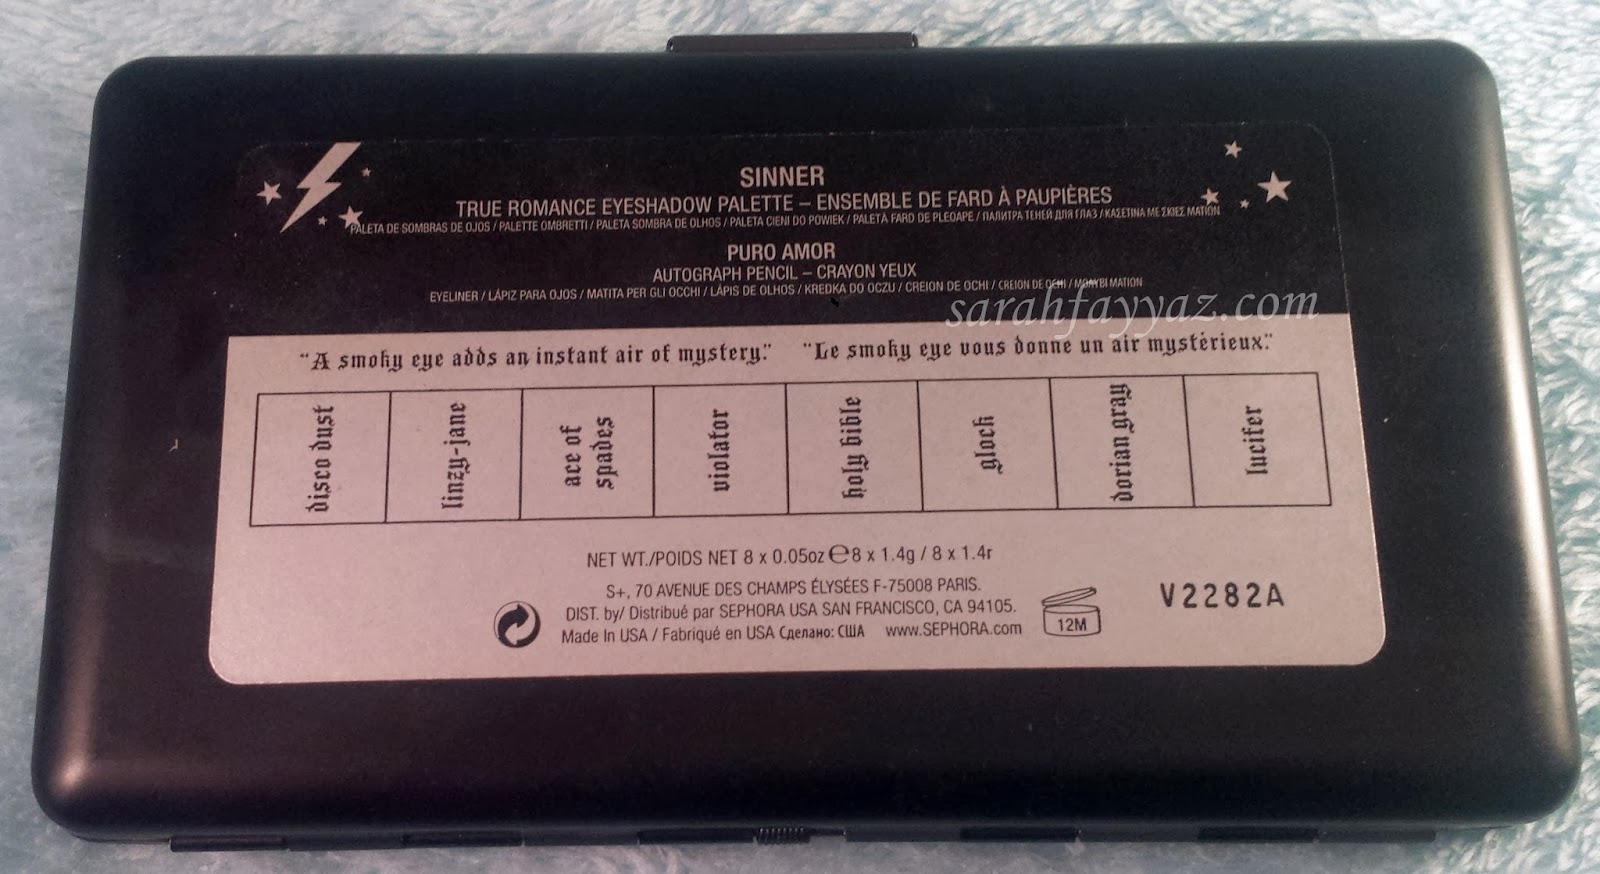 SINNER
TRUE ROMANCE EYESHADOW PALETTE – ENSEMBLE DE FARD À PAUPIÈRES
PALETA DE SOMBRAS DE OJOS / PALETTE OMBRETTI / PALETA SOMBRA DE OLHOS / PALETA CIENI DO POWIEK / PALETĂ FARD DE PLEOAPE / ПАЛИТРА ТЕНЕЙ ДЛЯ ГЛАЗ / ΚΑΣΕΤΙΝΑ ΜΕ ΣΚΙΕΣ ΜΑΤΙΩΝ
PURO AMOR
AUTOGRAPH PENCIL – CRAYON YEUX
EYELINER / LÁPIZ PARA OJOS / MATITA PER GLI OCCHI / LÁPIS DE OLHOS / KREDKA DO OCZU / CREION DE OCHI / CREION DE OCHI / ΜΟΛΥΒΙ ΜΑΤΙΩΝ
sarahfayyaz.com
"A smoky eye adds an instant air of mystery." "Le smoky eye vous donne un air mystérieux."
disco dust
linzy-jane
ace of
spades
violator
holy bible
glock
dorian gray
lucifer
NET WT./POIDS NET 8 x 0.05oz ℮ 8 x 1.4g / 8 x 1.4г
S+, 70 AVENUE DES CHAMPS ÉLYSÉES F-75008 PARIS.
DIST. by/ Distribué par SEPHORA USA SAN FRANCISCO, CA 94105.
Made In USA / Fabriqué en USA Сделано: США www.SEPHORA.com
12M
V2282A